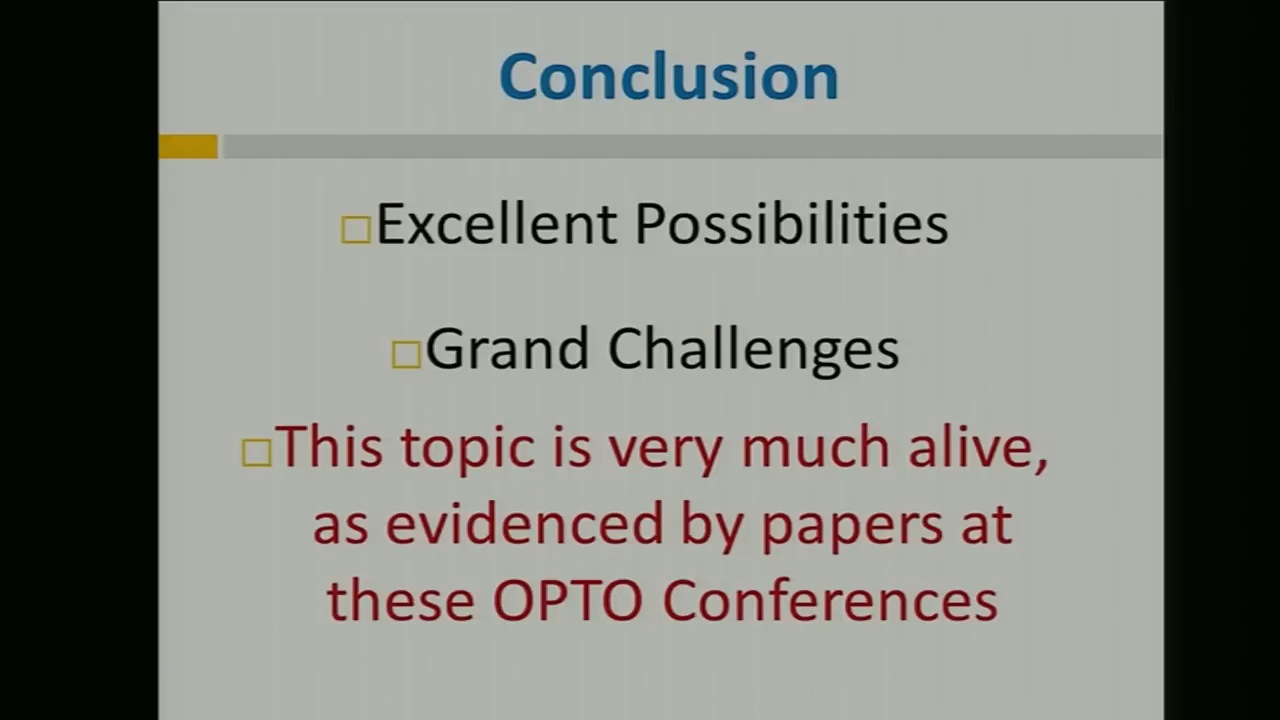 Conclusion
Excellent Possibilities
Grand Challenges
This topic is very much alive,
as evidenced by papers at
these OPTO Conferences